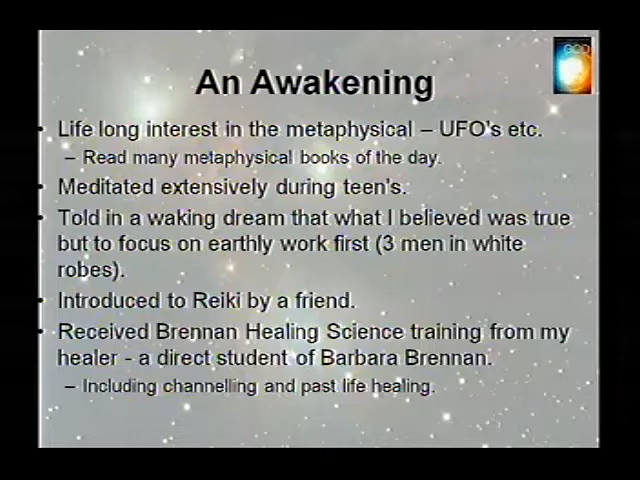 GOD
An Awakening
• Life long interest in the metaphysical – UFO's etc.
– Read many metaphysical books of the day.
• Meditated extensively during teen's.
• Told in a waking dream that what I believed was true
but to focus on earthly work first (3 men in white
robes).
• Introduced to Reiki by a friend.
• Received Brennan Healing Science training from my
healer - a direct student of Barbara Brennan.
– Including channelling and past life healing.